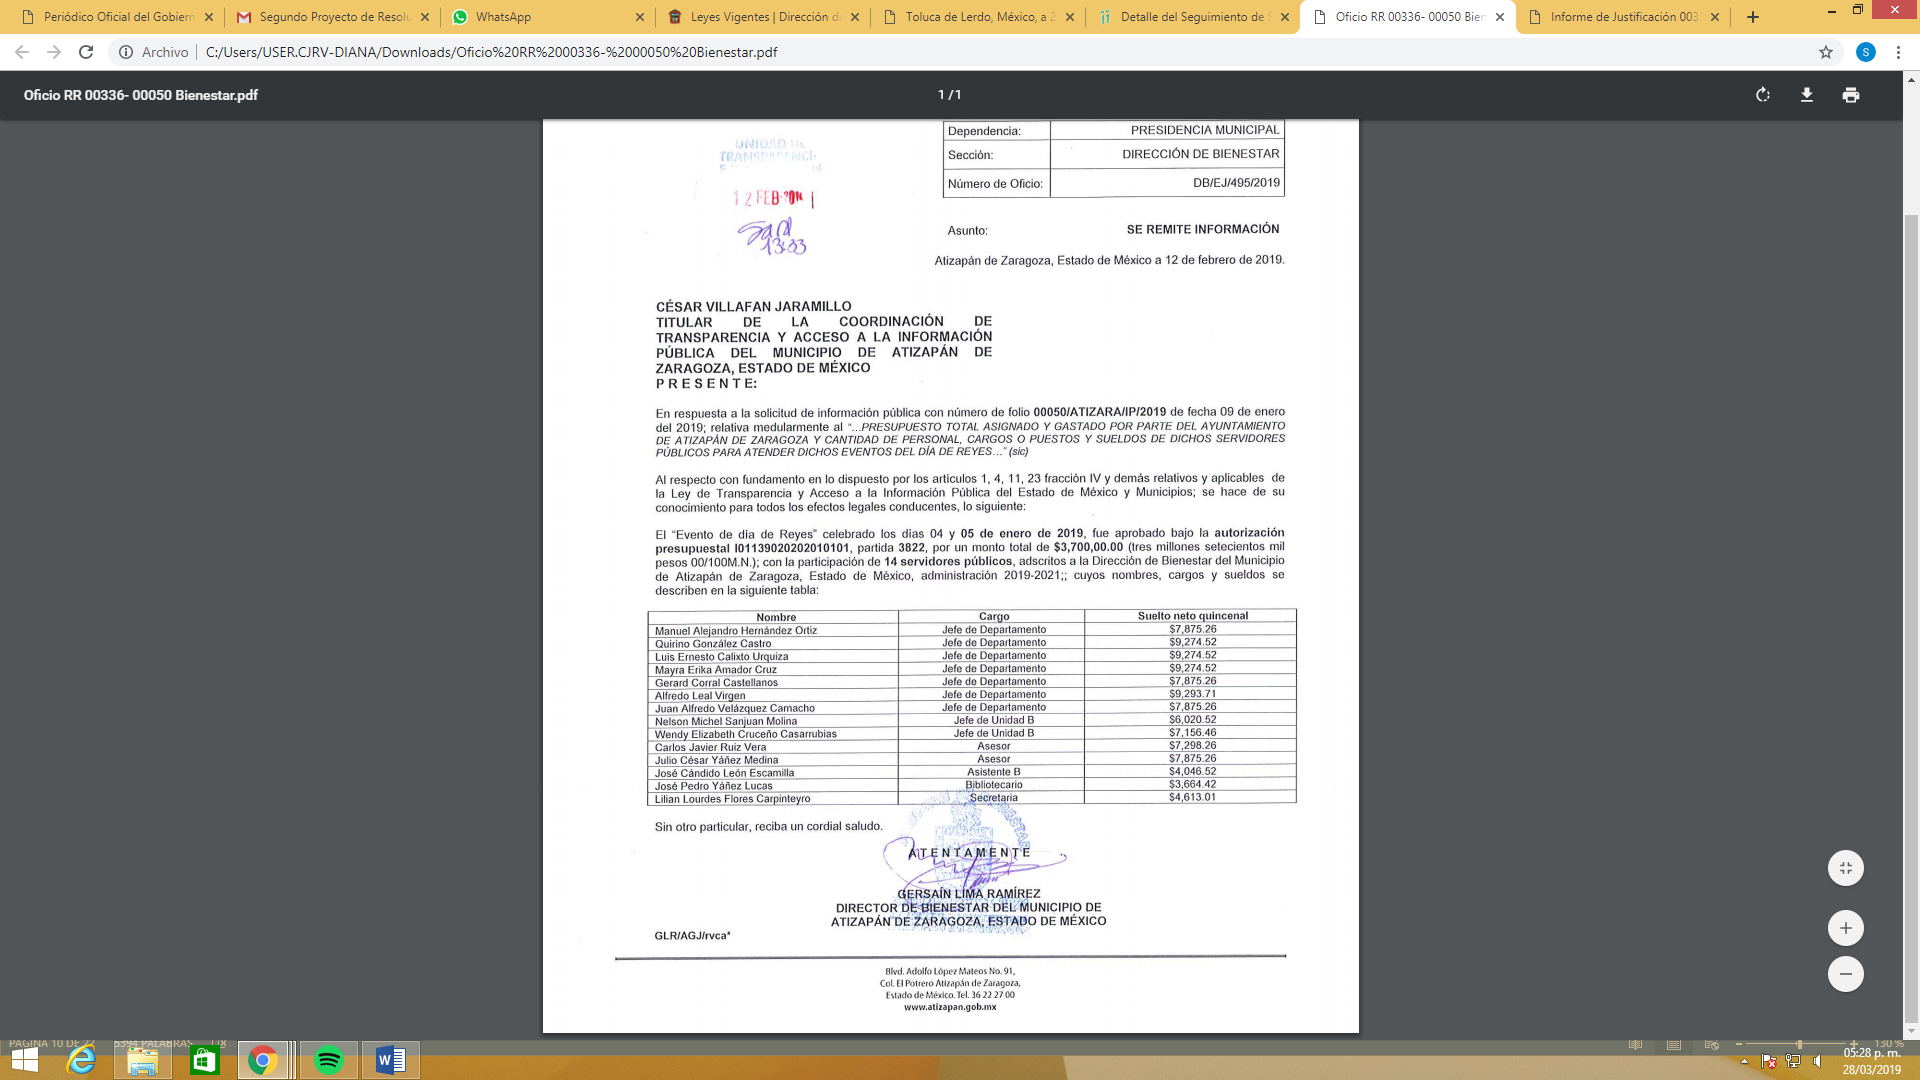 Periódico Oficial del Gobiern
Segundo Proyecto de Resolu
WhatsApp
Leyes Vigentes | Dirección d
Toluca de Lerdo, México, a 2
Detalle del Seguimiento de S
Oficio RR 00336- 00050 Bien
Informe de Justificación 003
Archivo
C:/Users/USER.CJRV-DIANA/Downloads/Oficio%20RR%2000336-%2000050%20Bienestar.pdf
S
Oficio RR 00336- 00050 Bienestar.pdf
1 / 1
UNIDAD DE
TRANSPARENCI
12 FEB
13:33
Dependencia: PRESIDENCIA MUNICIPAL
Sección: DIRECCIÓN DE BIENESTAR
Número de Oficio: DB/EJ/495/2019
Asunto: SE REMITE INFORMACIÓN
Atizapán de Zaragoza, Estado de México a 12 de febrero de 2019.
CÉSAR VILLAFAN JARAMILLO
TITULAR DE LA COORDINACIÓN DE
TRANSPARENCIA Y ACCESO A LA INFORMACIÓN
PÚBLICA DEL MUNICIPIO DE ATIZAPÁN DE
ZARAGOZA, ESTADO DE MÉXICO
P R E S E N T E:
En respuesta a la solicitud de información pública con número de folio 00050/ATIZARA/IP/2019 de fecha 09 de enero
del 2019; relativa medularmente al “...PRESUPUESTO TOTAL ASIGNADO Y GASTADO POR PARTE DEL AYUNTAMIENTO
DE ATIZAPÁN DE ZARAGOZA Y CANTIDAD DE PERSONAL, CARGOS O PUESTOS Y SUELDOS DE DICHOS SERVIDORES
PÚBLICOS PARA ATENDER DICHOS EVENTOS DEL DÍA DE REYES...” (sic)
Al respecto con fundamento en lo dispuesto por los artículos 1, 4, 11, 23 fracción IV y demás relativos y aplicables de
la Ley de Transparencia y Acceso a la Información Pública del Estado de México y Municipios; se hace de su
conocimiento para todos los efectos legales conducentes, lo siguiente:
El “Evento de día de Reyes” celebrado los días 04 y 05 de enero de 2019, fue aprobado bajo la autorización
presupuestal I01139020202010101, partida 3822, por un monto total de $3,700,00.00 (tres millones setecientos mil
pesos 00/100M.N.); con la participación de 14 servidores públicos, adscritos a la Dirección de Bienestar del Municipio
de Atizapán de Zaragoza, Estado de México, administración 2019-2021;; cuyos nombres, cargos y sueldos se
describen en la siguiente tabla:
Nombre Cargo Suelto neto quincenal
Manuel Alejandro Hernández Ortiz Jefe de Departamento $7,875.26
Quirino González Castro Jefe de Departamento $9,274.52
Luis Ernesto Calixto Urquiza Jefe de Departamento $9,274.52
Mayra Erika Amador Cruz Jefe de Departamento $9,274.52
Gerard Corral Castellanos Jefe de Departamento $7,875.26
Alfredo Leal Virgen Jefe de Departamento $9,293.71
Juan Alfredo Velázquez Camacho Jefe de Departamento $7,875.26
Nelson Michel Sanjuan Molina Jefe de Unidad B $6,020.52
Wendy Elizabeth Cruceño Casarrubias Jefe de Unidad B $7,156.46
Carlos Javier Ruiz Vera Asesor $7,298.26
Julio César Yáñez Medina Asesor $7,875.26
José Cándido León Escamilla Asistente B $4,046.52
José Pedro Yáñez Lucas Bibliotecario $3,664.42
Lilian Lourdes Flores Carpinteyro Secretaria $4,613.01
Sin otro particular, reciba un cordial saludo.
A T E N T A M E N T E
GERSAÍN LIMA RAMÍREZ
DIRECTOR DE BIENESTAR DEL MUNICIPIO DE
ATIZAPÁN DE ZARAGOZA, ESTADO DE MÉXICO
GLR/AGJ/rvca*
Blvd. Adolfo López Mateos No. 91,
Col. El Potrero Atizapán de Zaragoza,
Estado de México. Tel. 36 22 27 00
www.atizapan.gob.mx
PÁGINA 10 DE 22 5394 PALABRAS
130 %
05:28 p. m.
28/03/2019